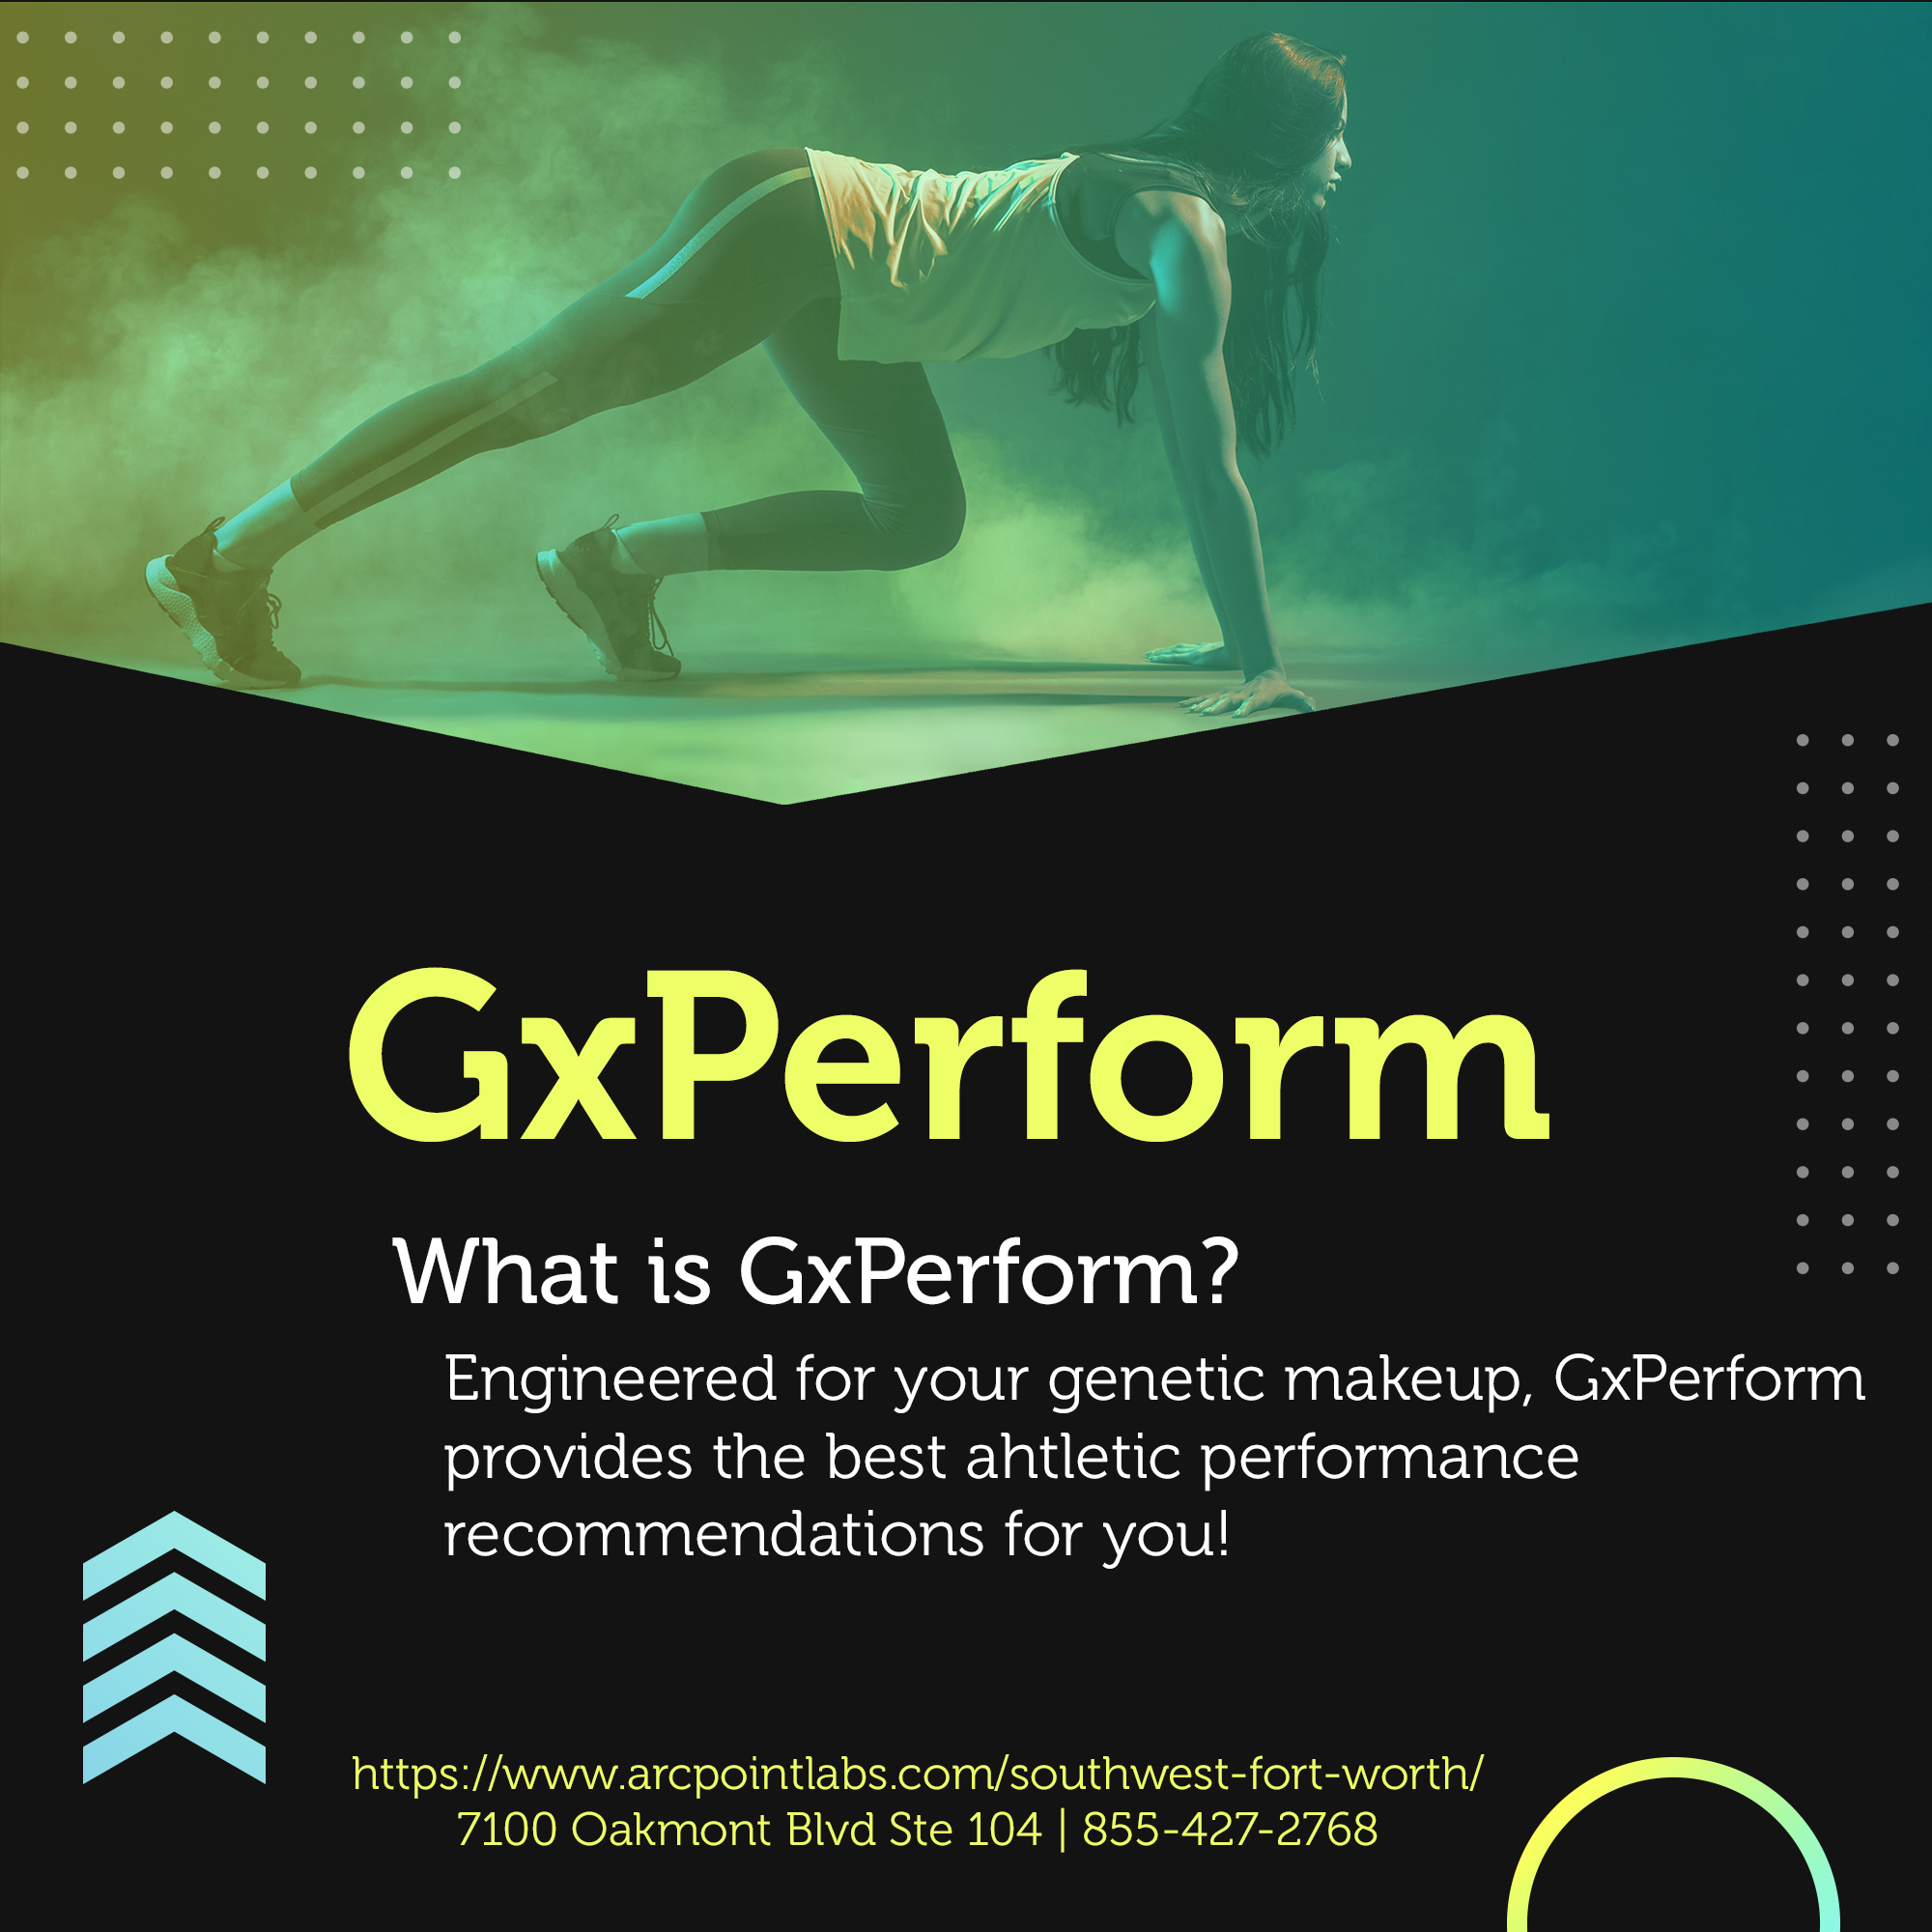 GxPerform
What is GxPerform?
Engineered for your genetic makeup, GxPerform
provides the best ahtletic performance
recommendations for you!
https://www.arcpointlabs.com/southwest-fort-worth/
7100 Oakmont Blvd Ste 104 | 855-427-2768